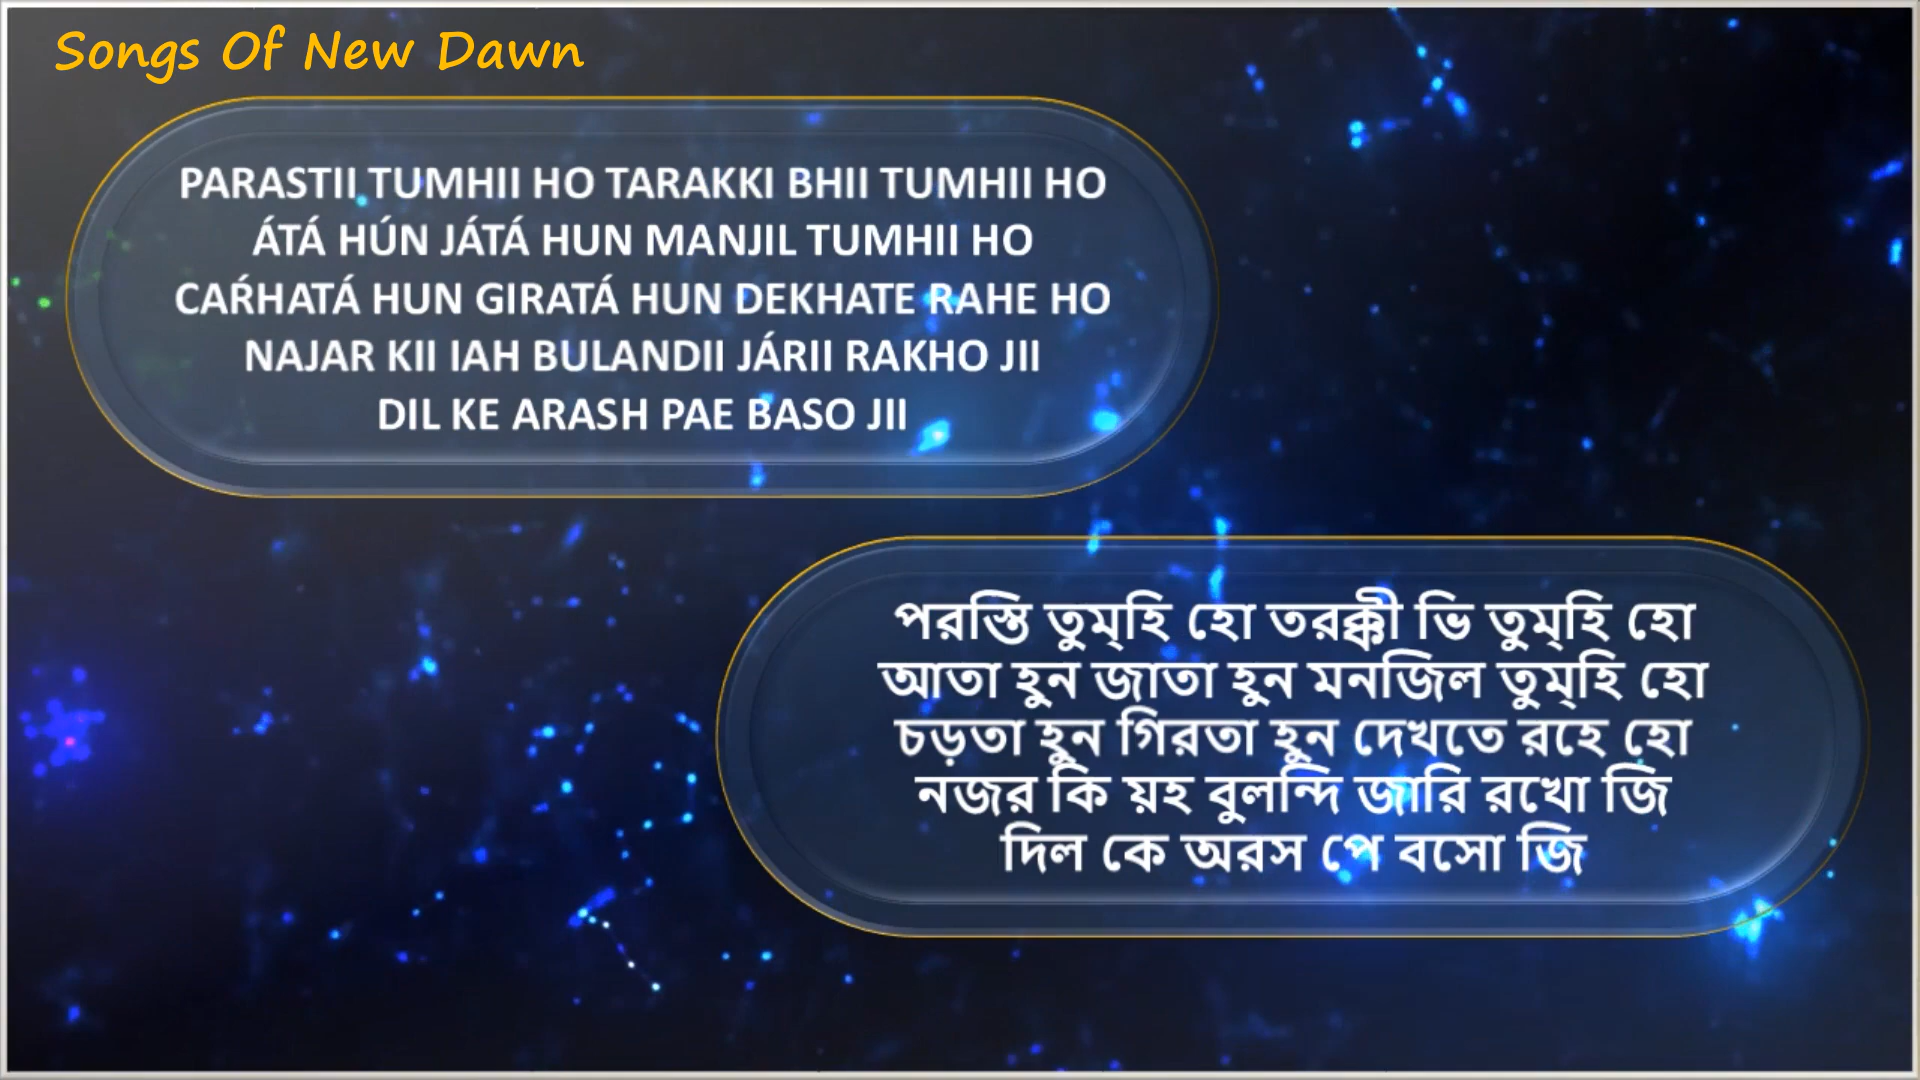 Songs Of New Dawn
PARASTII TUMHII HO TARAKKI BHII TUMHII HO
ÁTÁ HÚN JÁTÁ HUN MANJIL TUMHII HO
CAŔHATÁ HUN GIRATÁ HUN DEKHATE RAHE HO
NAJAR KII IAH BULANDII JÁRII RAKHO JII
DIL KE ARASH PAE BASO JII
পরস্তি তুম্হি হো তরক্কী ভি তুম্হি হো
আতা হুন জাতা হুন মনজিল তুম্হি হো
চড়তা হুন গিরতা হুন দেখতে রহে হো
নজর কি য়হ বুলন্দি জারি রখো জি
দিল কে অরস পে বসো জি